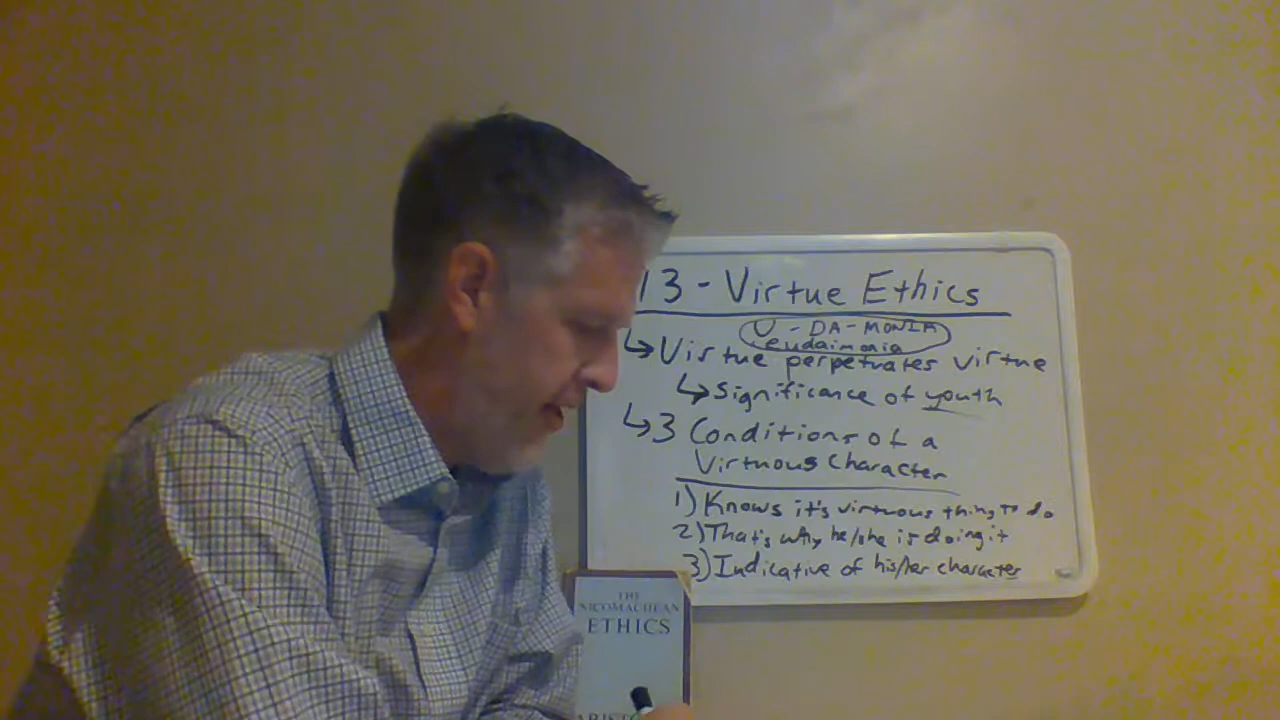 13 - Virtue Ethics
U - DA - MONIA
eudaimonia
↳ Virtue perpetuates virtue
↳ Significance of youth
↳ 3 Conditions of a
Virtuous Character
1) Knows it's virtuous thing to do
2) That's why he/she is doing it
3) Indicative of his/her character
THE
NICOMACHEAN
ETHICS